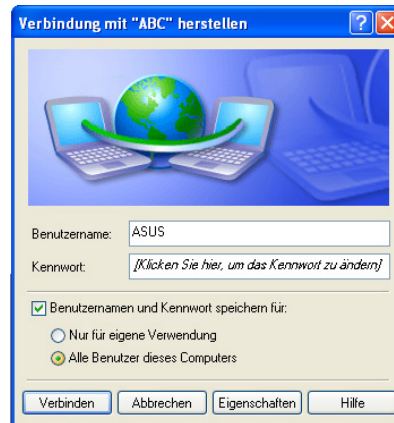 Verbindung mit "ABC" herstellen
Benutzername: ASUS
Kennwort: [Klicken Sie hier, um das Kennwort zu ändern]
Benutzernamen und Kennwort speichern für:
Nur für eigene Verwendung
Alle Benutzer dieses Computers
Verbinden Abbrechen Eigenschaften Hilfe